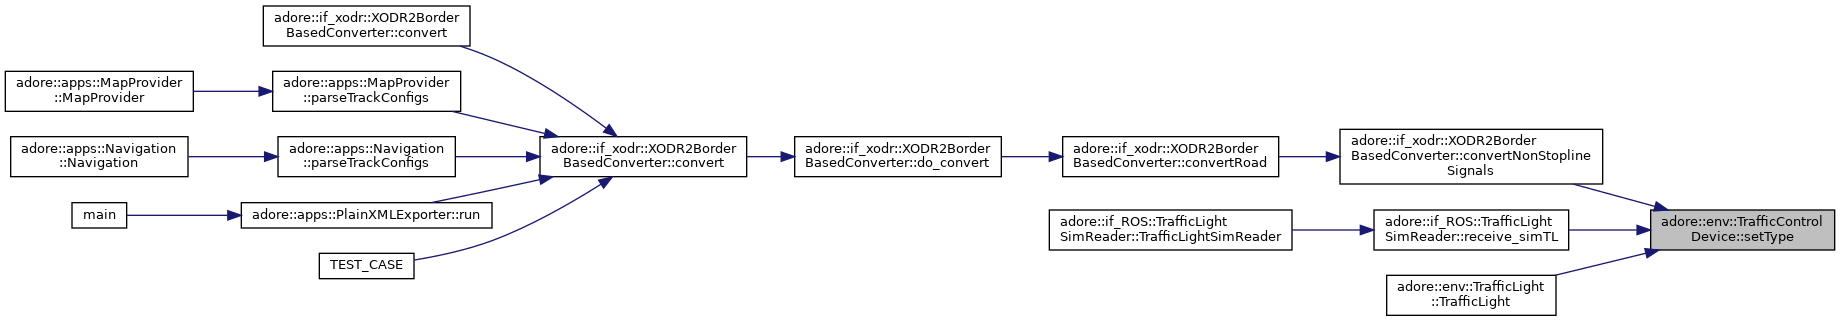 adore::if_xodr::XODR2Border
BasedConverter::convert
adore::apps::MapProvider
::MapProvider
adore::apps::MapProvider
::parseTrackConfigs
adore::apps::Navigation
::Navigation
adore::apps::Navigation
::parseTrackConfigs
main
adore::apps::PlainXMLExporter::run
TEST_CASE
adore::if_xodr::XODR2Border
BasedConverter::convert
adore::if_xodr::XODR2Border
BasedConverter::do_convert
adore::if_xodr::XODR2Border
BasedConverter::convertRoad
adore::if_xodr::XODR2Border
BasedConverter::convertNonStopline
Signals
adore::if_ROS::TrafficLight
SimReader::TrafficLightSimReader
adore::if_ROS::TrafficLight
SimReader::receive_simTL
adore::env::TrafficLight
::TrafficLight
adore::env::TrafficControl
Device::setType